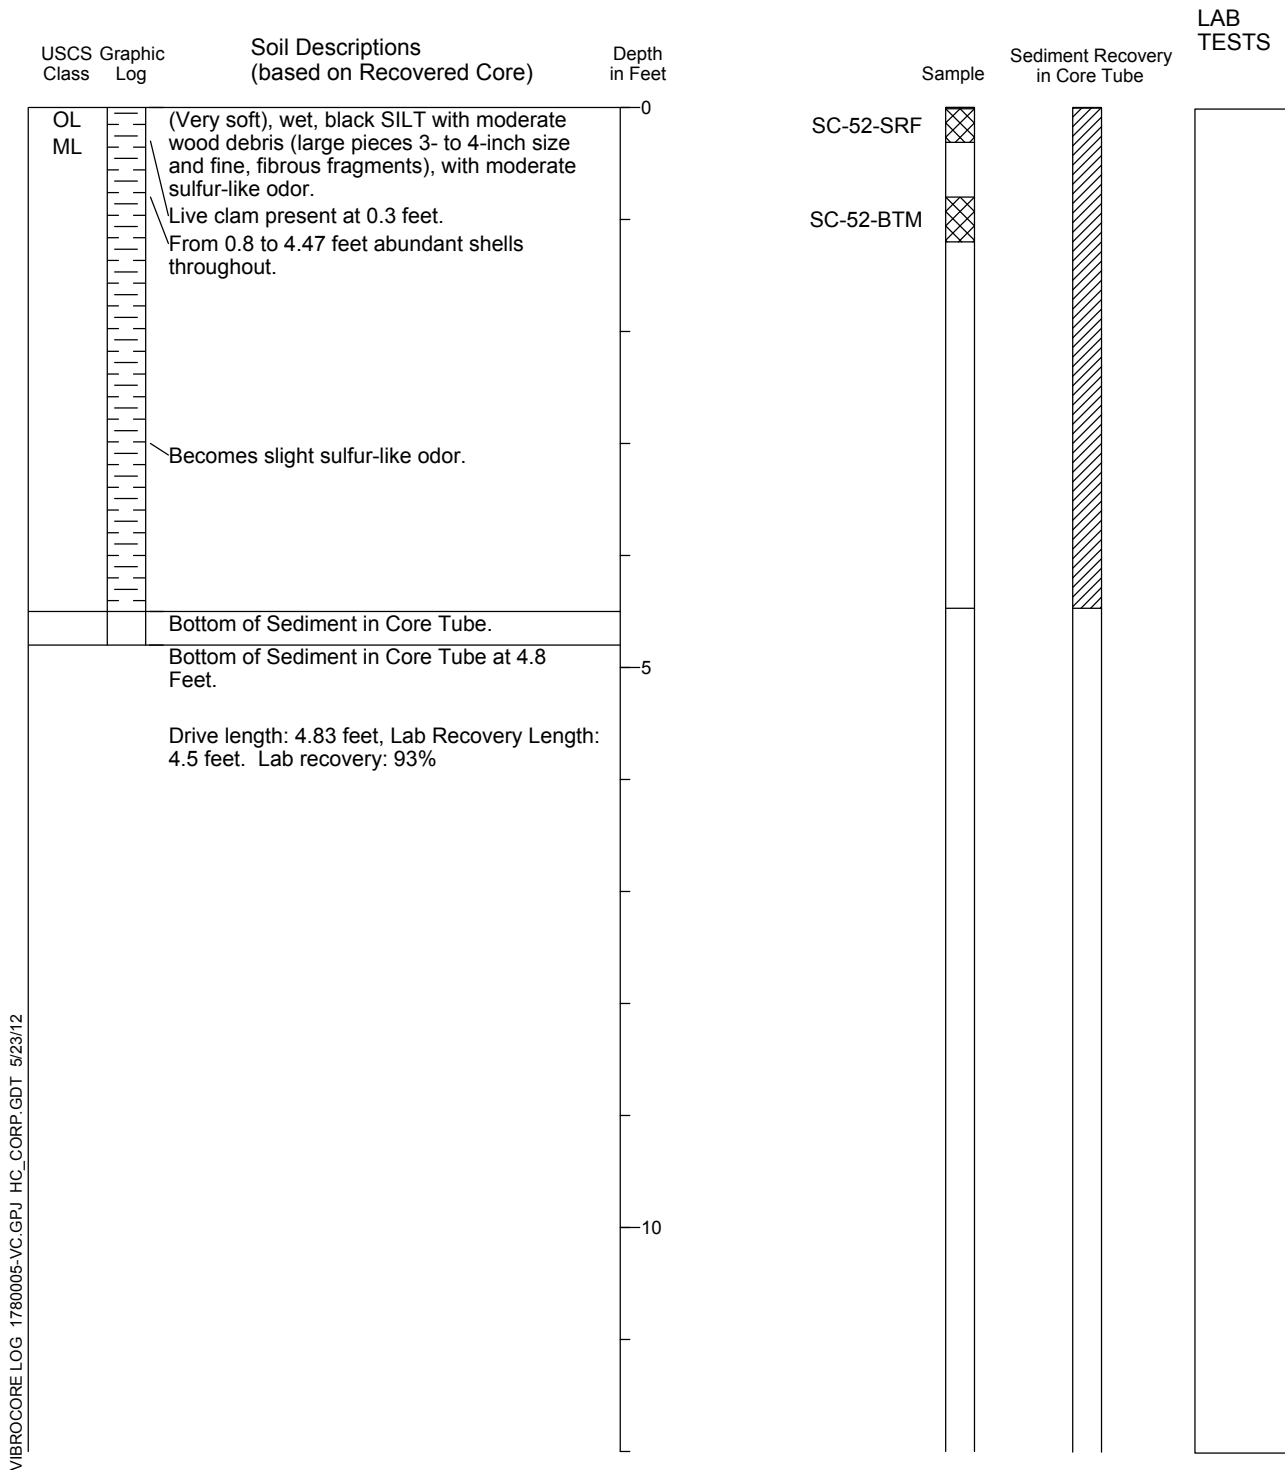 LAB
TESTS
USCS Graphic
Class Log
Soil Descriptions
(based on Recovered Core)
Depth
in Feet
Sample
Sediment Recovery
in Core Tube
OL
ML
(Very soft), wet, black SILT with moderate
wood debris (large pieces 3- to 4-inch size
and fine, fibrous fragments), with moderate
sulfur-like odor.
Live clam present at 0.3 feet.
From 0.8 to 4.47 feet abundant shells
throughout.
Becomes slight sulfur-like odor.
Bottom of Sediment in Core Tube.
Bottom of Sediment in Core Tube at 4.8
Feet.
Drive length: 4.83 feet, Lab Recovery Length:
4.5 feet.  Lab recovery: 93%
0
5
10
SC-52-SRF
SC-52-BTM
VIBROCORE LOG 1780005-VC.GPJ HC_CORP.GDT 5/23/12